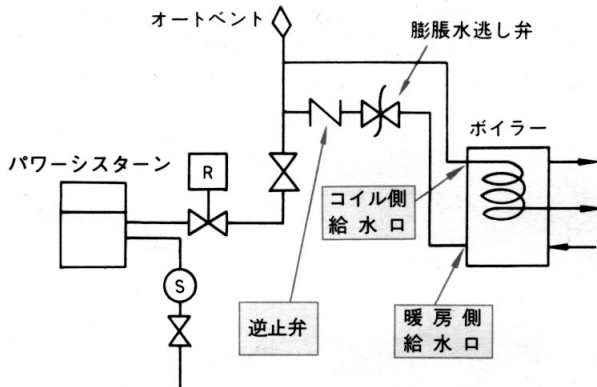 オートベント
膨脹水逃し弁
ボイラー
パワーシスターン
R
コイル側
給水口
S
逆止弁
暖房側
給水口